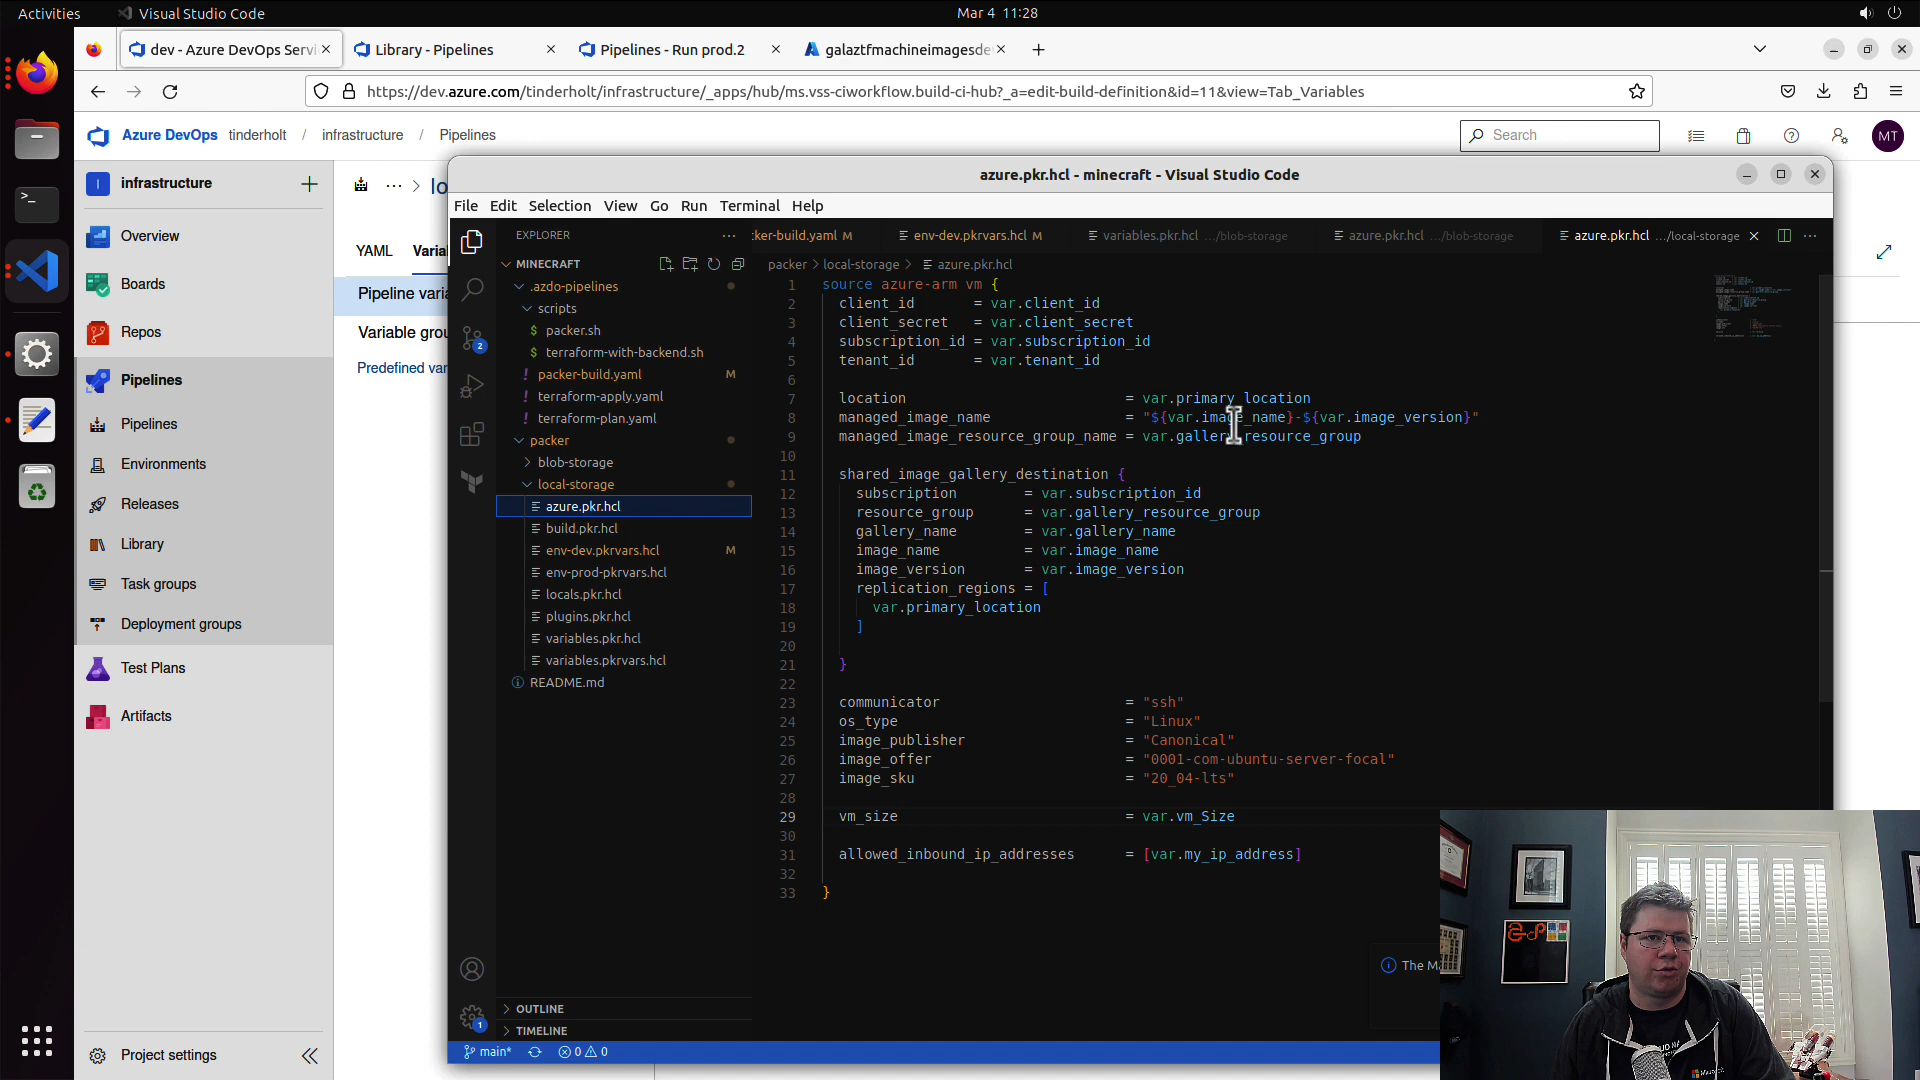 Activities
Visual Studio Code
Mar 4 11:28
dev - Azure DevOps Servi
Library - Pipelines
Pipelines - Run prod.2
galaztfmachineimagesde
https://dev.azure.com/tinderholt/infrastructure/_apps/hub/ms.vss-ciworkflow.build-ci-hub?_a=edit-build-definition&id=11&view=Tab_Variables
Azure DevOps tinderholt / infrastructure / Pipelines
Search
MT
I infrastructure
Overview
Boards
Repos
Pipelines
Pipelines
Environments
Releases
Library
Task groups
Deployment groups
Test Plans
Artifacts
Project settings
lo
YAML Varia
Pipeline varia
Variable grou
Predefined var
azure.pkr.hcl - minecraft - Visual Studio Code
File Edit Selection View Go Run Terminal Help
EXPLORER
MINECRAFT
.azdo-pipelines
scripts
$ packer.sh
$ terraform-with-backend.sh
! packer-build.yaml M
! terraform-apply.yaml
! terraform-plan.yaml
packer
blob-storage
local-storage
azure.pkr.hcl
build.pkr.hcl
env-dev.pkrvars.hcl M
env-prod-pkrvars.hcl
locals.pkr.hcl
plugins.pkr.hcl
variables.pkr.hcl
variables.pkrvars.hcl
README.md
OUTLINE
TIMELINE
2
1
cker-build.yaml M
env-dev.pkrvars.hcl M
variables.pkr.hcl .../blob-storage
azure.pkr.hcl .../blob-storage
azure.pkr.hcl .../local-storage
packer > local-storage > azure.pkr.hcl
1 source azure-arm vm {
2 client_id = var.client_id
3 client_secret = var.client_secret
4 subscription_id = var.subscription_id
5 tenant_id = var.tenant_id
6
7 location = var.primary_location
8 managed_image_name = "${var.image_name}-${var.image_version}"
9 managed_image_resource_group_name = var.gallery_resource_group
10
11 shared_image_gallery_destination {
12 subscription = var.subscription_id
13 resource_group = var.gallery_resource_group
14 gallery_name = var.gallery_name
15 image_name = var.image_name
16 image_version = var.image_version
17 replication_regions = [
18 var.primary_location
19 ]
20
21 }
22
23 communicator = "ssh"
24 os_type = "Linux"
25 image_publisher = "Canonical"
26 image_offer = "0001-com-ubuntu-server-focal"
27 image_sku = "20_04-lts"
28
29 vm_size = var.vm_Size
30
31 allowed_inbound_ip_addresses = [var.my_ip_address]
32
33 }
The Ma
main* 0 0